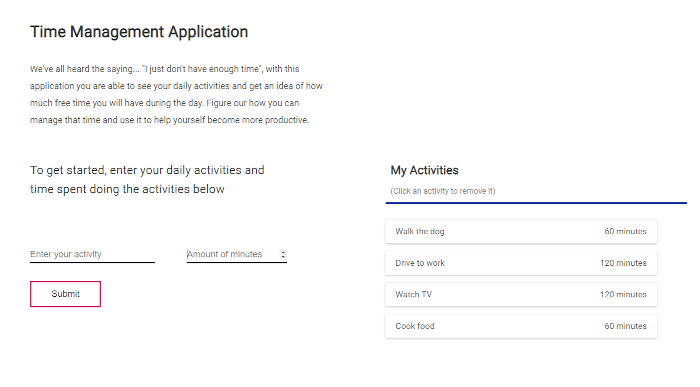 Time Management Application
We've all heard the saying... "I just don't have enough time", with this
application you are able to see your daily activities and get an idea of how
much free time you will have during the day. Figure our how you can
manage that time and use it to help yourself become more productive.
To get started, enter your daily activities and
time spent doing the activities below
Enter your activity
Amount of minutes
Submit
My Activities
(Click an activity to remove it)
Walk the dog 60 minutes
Drive to work 120 minutes
Watch TV 120 minutes
Cook food 60 minutes